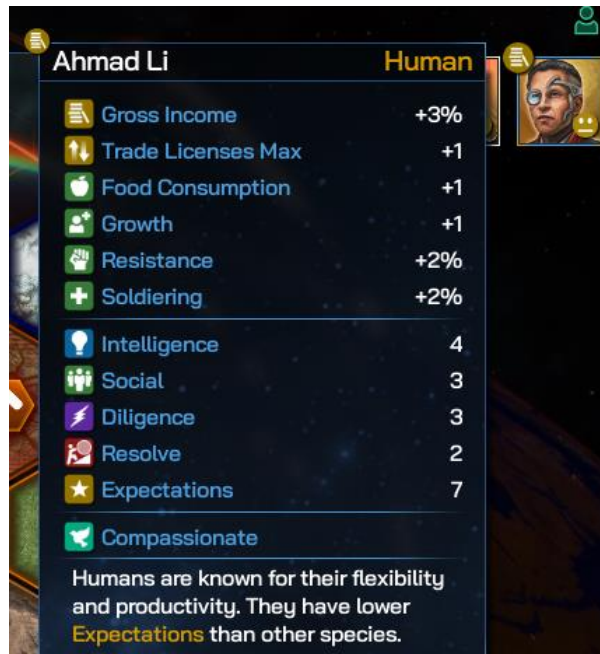 Ahmad Li Human
Gross Income +3%
Trade Licenses Max +1
Food Consumption +1
Growth +1
Resistance +2%
Soldiering +2%
Intelligence 4
Social 3
Diligence 3
Resolve 2
Expectations 7
Compassionate
Humans are known for their flexibility
and productivity. They have lower
Expectations than other species.